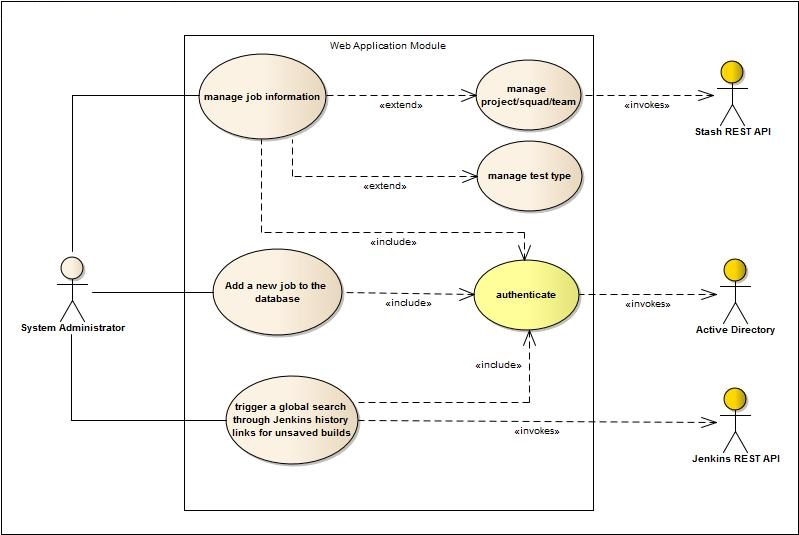 Web Application Module
manage job information
«extend»
manage
project/squad/team
«invokes»
Stash REST API
«extend»
manage test type
«include»
System Administrator
Add a new job to the
database
«include»
authenticate
«invokes»
Active Directory
«include»
trigger a global search
through Jenkins history
links for unsaved builds
«invokes»
Jenkins REST API